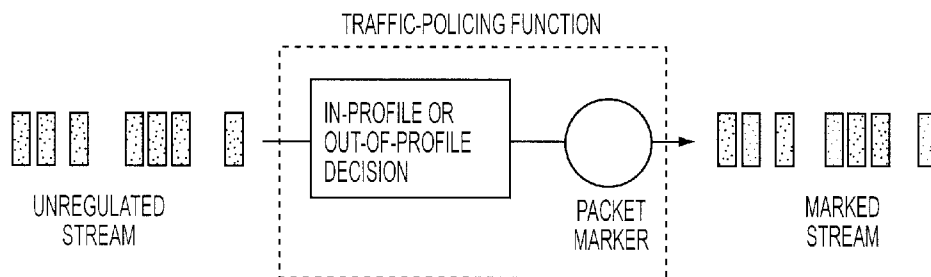 TRAFFIC-POLICING FUNCTION
IN-PROFILE OR
OUT-OF-PROFILE
DECISION
UNREGULATED
STREAM
PACKET
MARKER
MARKED
STREAM